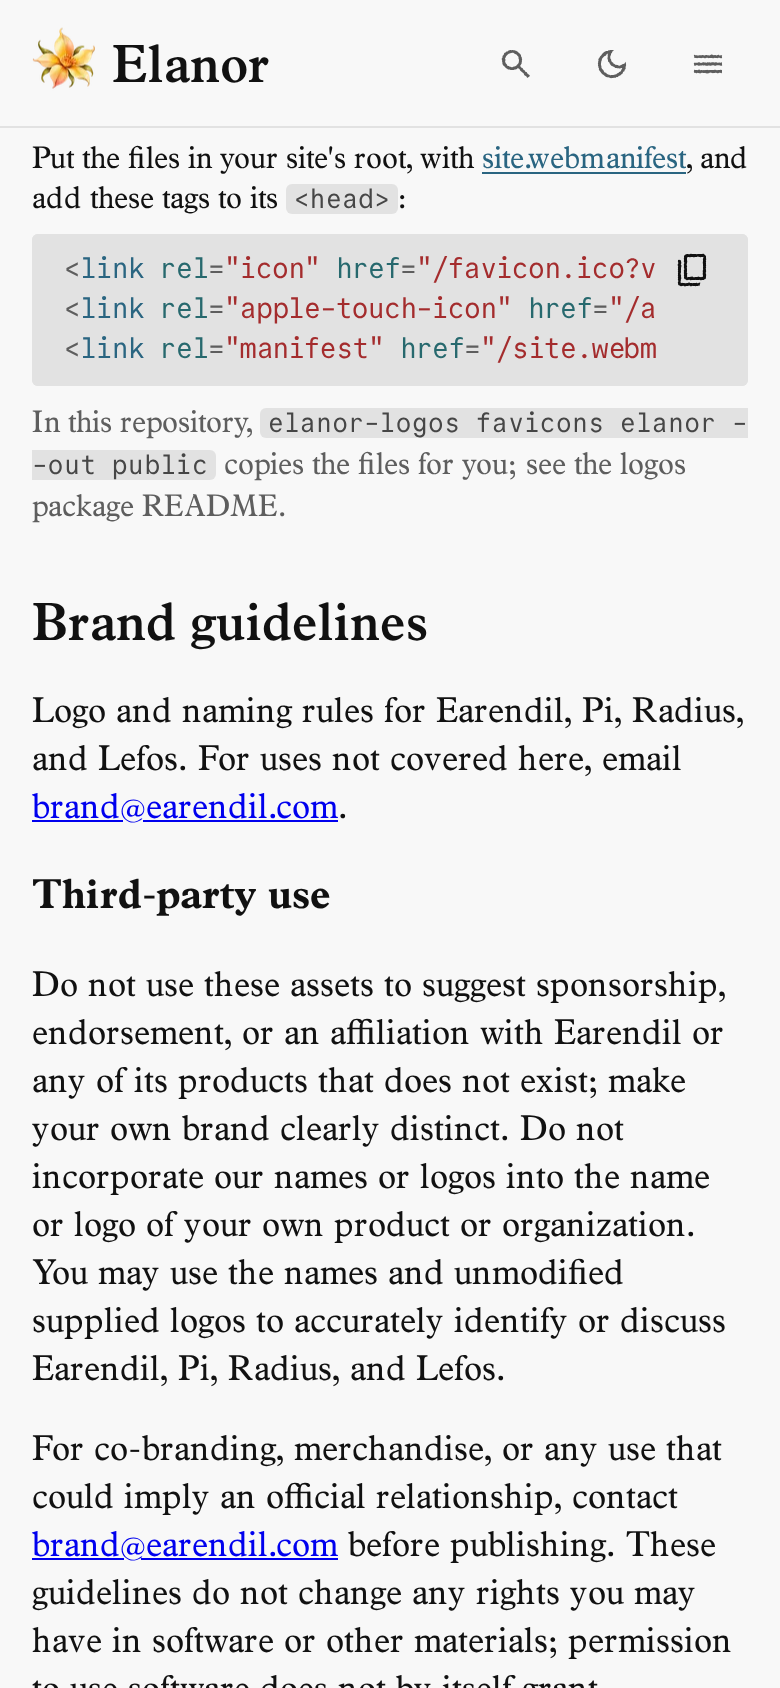 Elanor
Put the files in your site's root, with site.webmanifest, and
add these tags to its <head>:
<link rel="icon" href="/favicon.ico?v
<link rel="apple-touch-icon" href="/a
<link rel="manifest" href="/site.webm
In this repository, elanor-logos favicons elanor -
-out public copies the files for you; see the logos
package README.
Brand guidelines
Logo and naming rules for Earendil, Pi, Radius,
and Lefos. For uses not covered here, email
brand@earendil.com.
Third-party use
Do not use these assets to suggest sponsorship,
endorsement, or an affiliation with Earendil or
any of its products that does not exist; make
your own brand clearly distinct. Do not
incorporate our names or logos into the name
or logo of your own product or organization.
You may use the names and unmodified
supplied logos to accurately identify or discuss
Earendil, Pi, Radius, and Lefos.
For co-branding, merchandise, or any use that
could imply an official relationship, contact
brand@earendil.com before publishing. These
guidelines do not change any rights you may
have in software or other materials; permission
to use software does not by itself grant